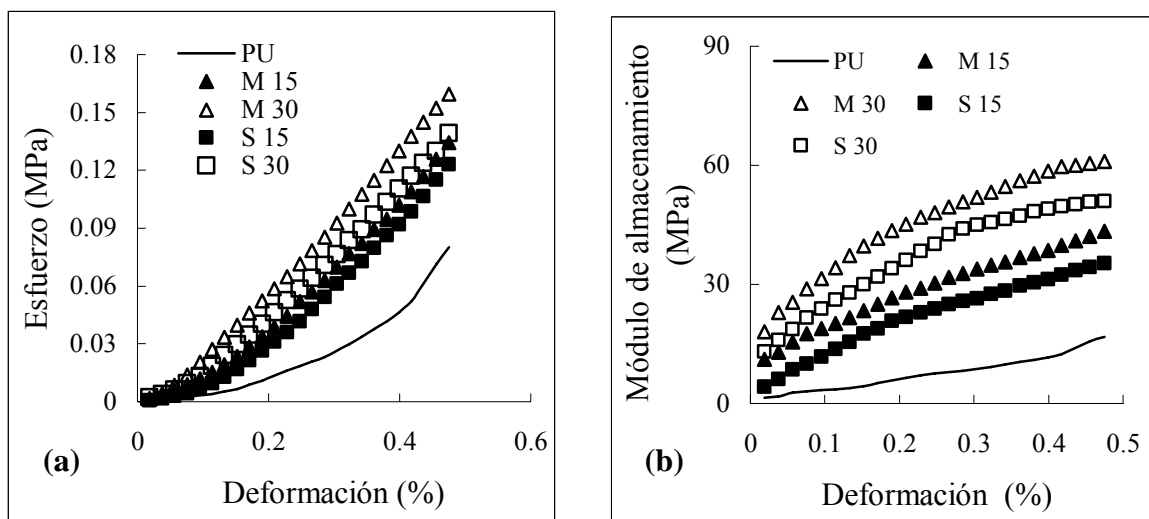 Esfuerzo (MPa)
0.18
0.15
0.12
0.09
0.06
0.03
0
PU
M 15
M 30
S 15
S 30
0
0.2
0.4
0.6
(a)
Deformación (%)
Módulo de almacenamiento
(MPa)
90
60
30
0
PU
M 15
M 30
S 15
S 30
0
0.1
0.2
0.3
0.4
0.5
(b)
Deformación (%)